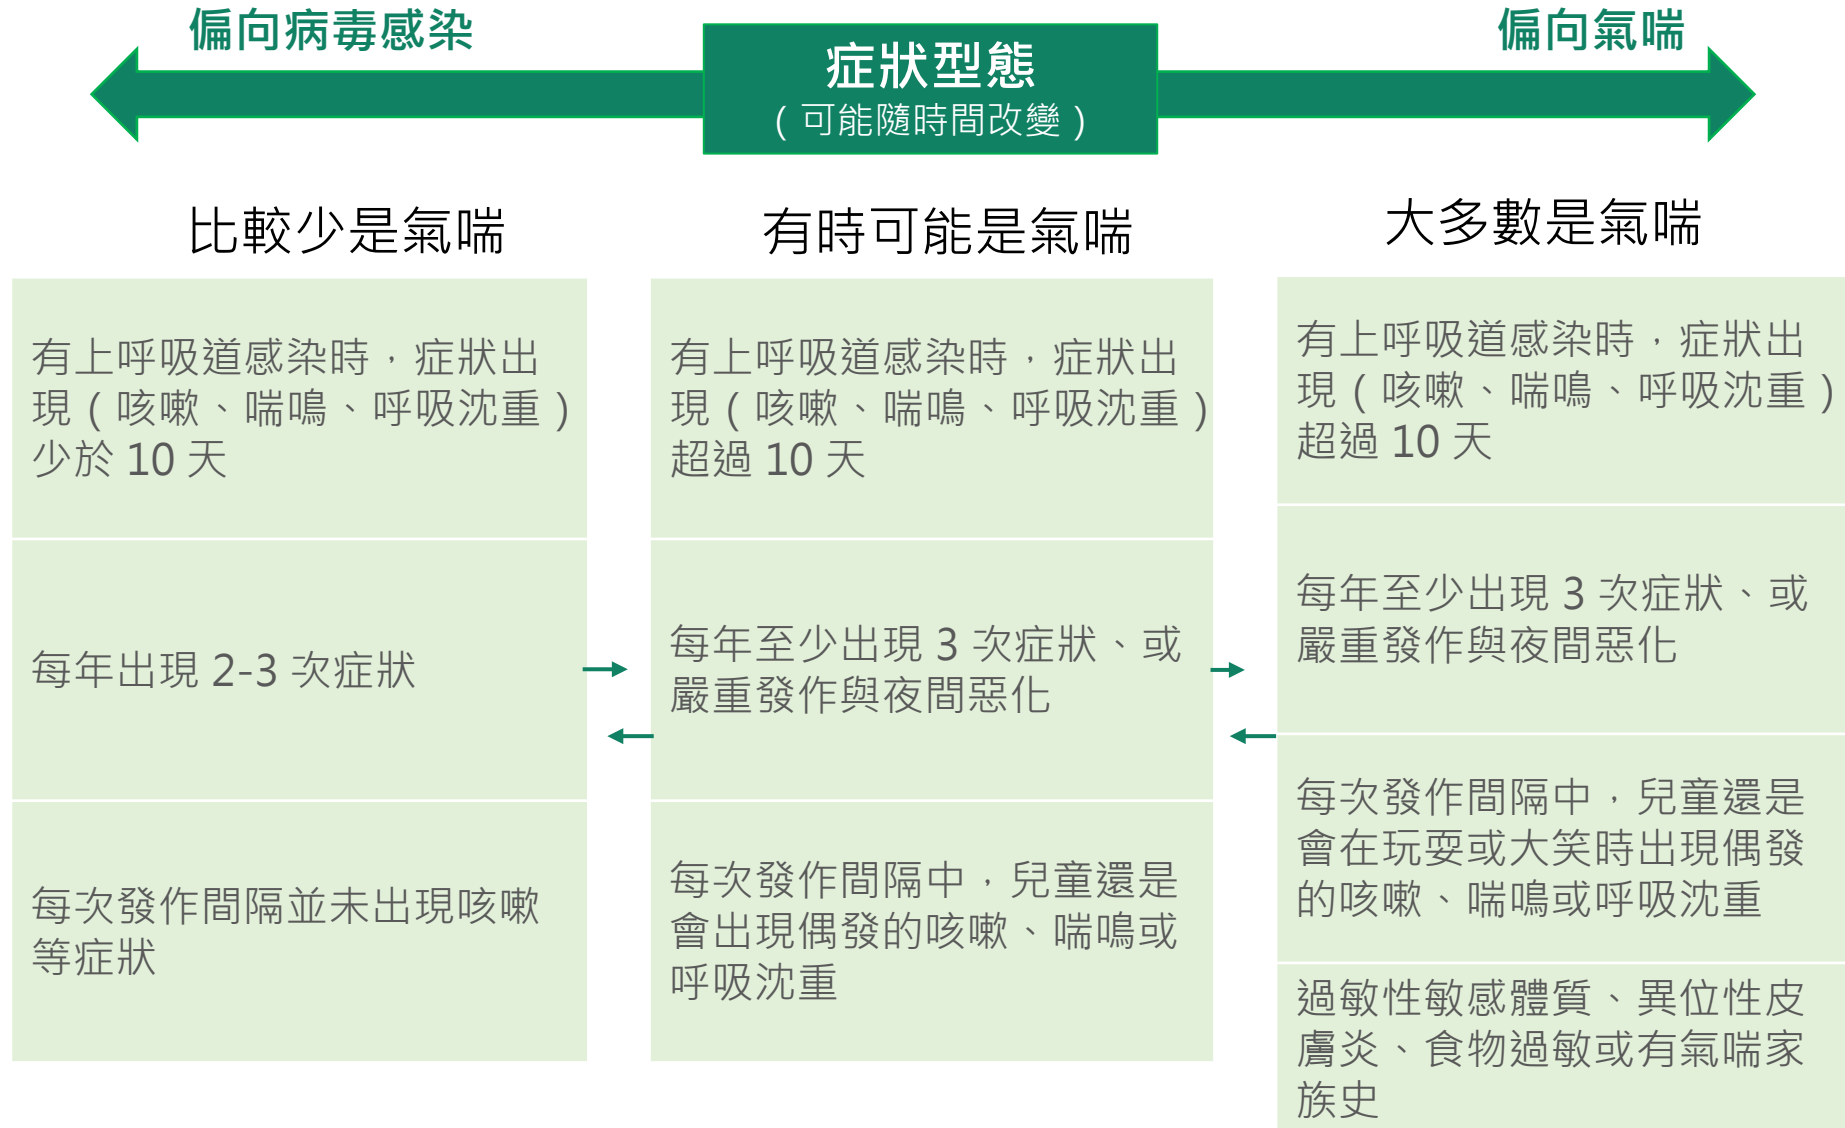 偏向病毒感染
症狀型態
(可能隨時間改變)
偏向氣喘
比較少是氣喘
有上呼吸道感染時,症狀出
現(咳嗽、喘鳴、呼吸沈重)
少於 10 天
每年出現 2-3 次症狀
每次發作間隔並未出現咳嗽
等症狀
有時可能是氣喘
有上呼吸道感染時,症狀出
現(咳嗽、喘鳴、呼吸沈重)
超過 10 天
每年至少出現 3 次症狀、或
嚴重發作與夜間惡化
每次發作間隔中,兒童還是
會出現偶發的咳嗽、喘鳴或
呼吸沈重
大多數是氣喘
有上呼吸道感染時,症狀出
現(咳嗽、喘鳴、呼吸沈重)
超過 10 天
每年至少出現 3 次症狀、或
嚴重發作與夜間惡化
每次發作間隔中,兒童還是
會在玩耍或大笑時出現偶發
的咳嗽、喘鳴或呼吸沈重
過敏性敏感體質、異位性皮
膚炎、食物過敏或有氣喘家
族史